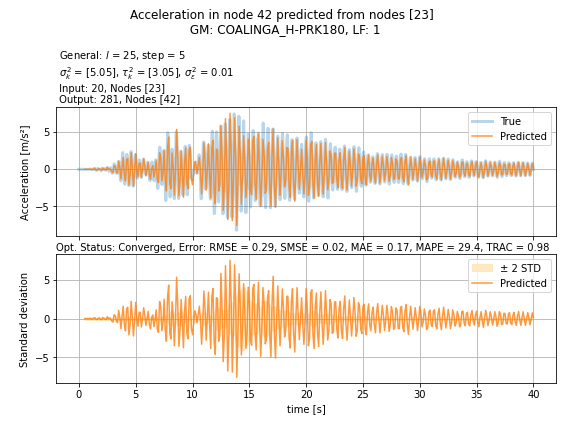 Acceleration in node 42 predicted from nodes [23]
GM: COALINGA_H-PRK180, LF: 1
General: l = 25, step = 5
σ²ₖ = [5.05], τ²ₖ = [3.05], σ²ₑ = 0.01
Input: 20, Nodes [23]
Output: 281, Nodes [42]
Acceleration [m/s²]
5
0
−5
True
Predicted
Opt. Status: Converged, Error: RMSE = 0.29, SMSE = 0.02, MAE = 0.17, MAPE = 29.4, TRAC = 0.98
Standard deviation
5
0
−5
± 2 STD
Predicted
0 5 10 15 20 25 30 35 40
time [s]